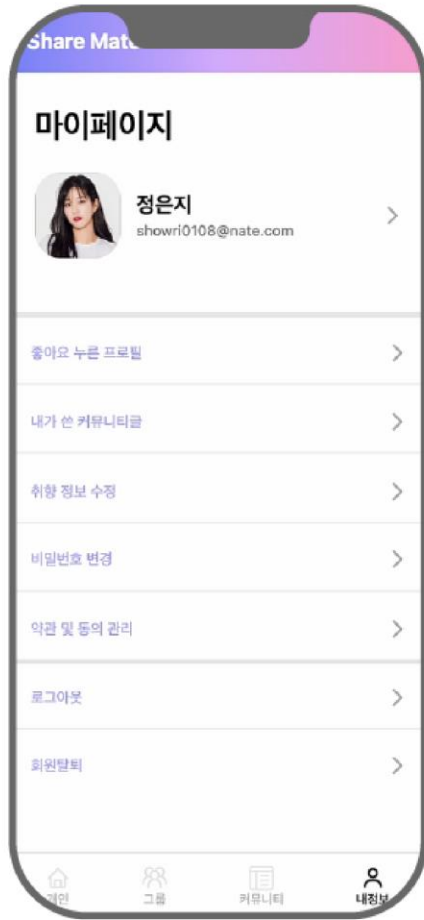 Share Mate
마이페이지
정은지
showri0108@nate.com
좋아요 누른 프로필
내가 쓴 커뮤니티글
취향 정보 수정
비밀번호 변경
약관 및 동의 관리
로그아웃
회원탈퇴
개인
그룹
커뮤니티
내정보